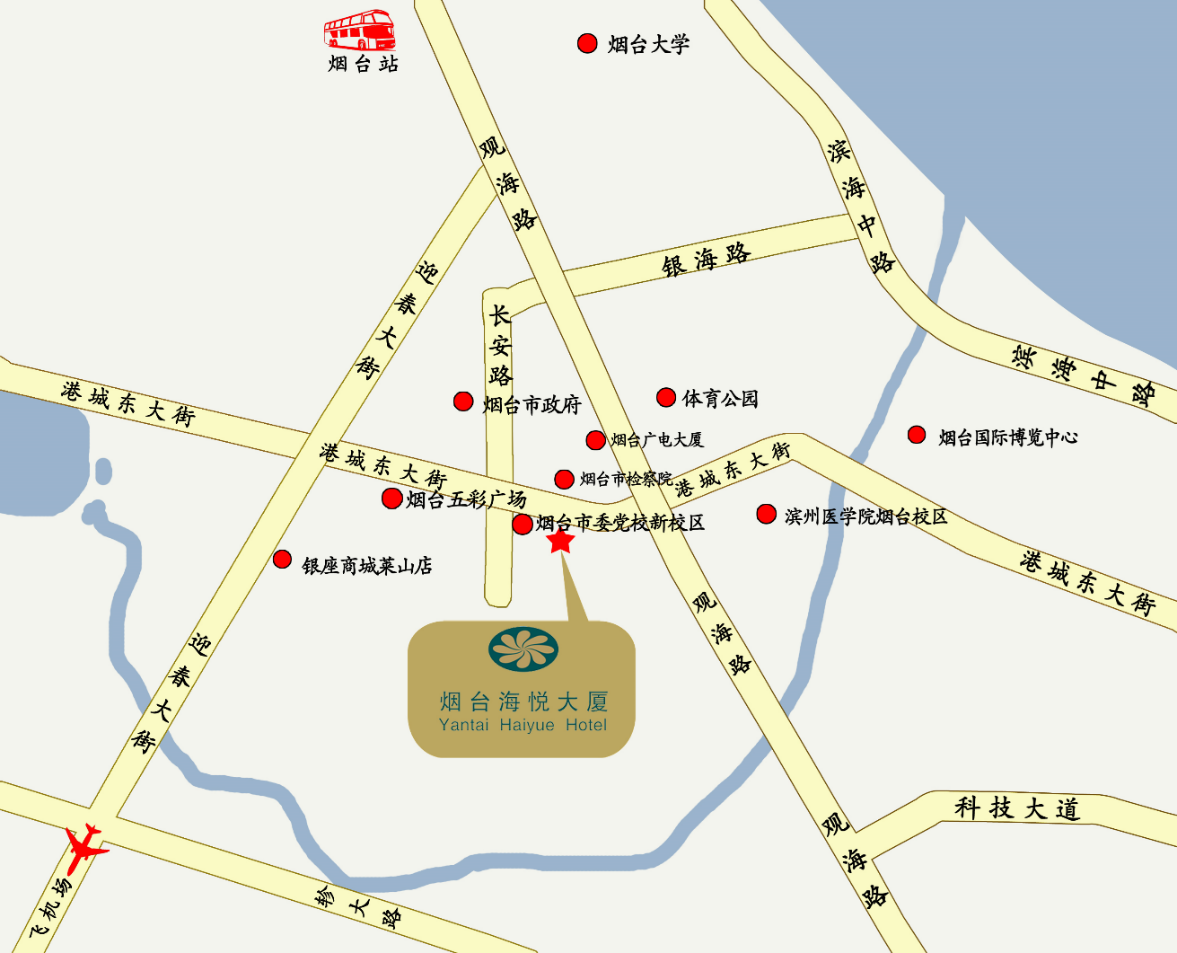 烟台大学
烟台站
观海路
滨海中路
银海路
迎春大街
长安路
滨海中路
港城东大街
烟台市政府
体育公园
烟台广电大厦
烟台国际博览中心
港城东大街
港城东大街
烟台市检察院
烟台五彩广场
烟台市委党校新校区
滨州医学院烟台校区
银座商城莱山店
港城东大街
观海路
迎春大街
烟台海悦大厦
Yantai Haiyue Hotel
科技大道
观海路
飞机场
轸大路